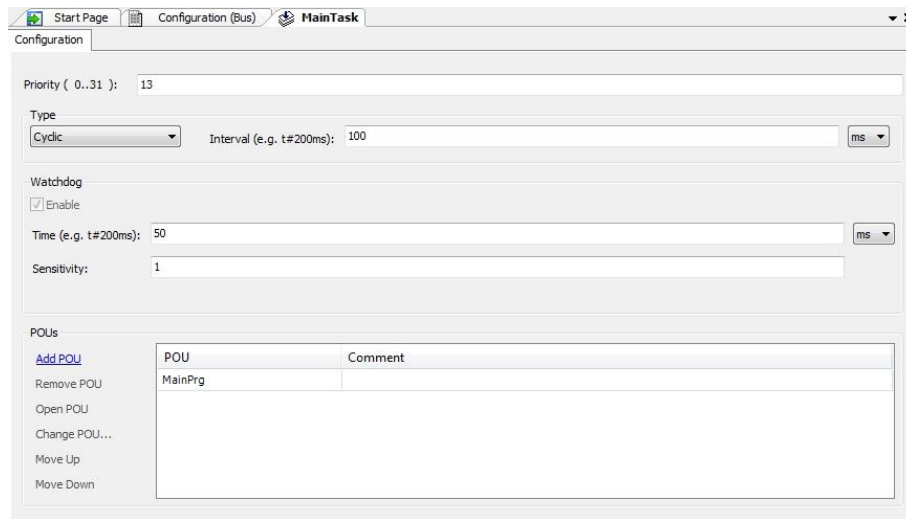 Start Page Configuration (Bus) MainTask
Configuration
Priority ( 0..31 ): 13
Type
Cyclic Interval (e.g. t#200ms): 100 ms
Watchdog
Enable
Time (e.g. t#200ms): 50 ms
Sensitivity: 1
POUs
Add POU POU Comment
Remove POU MainPrg
Open POU
Change POU...
Move Up
Move Down